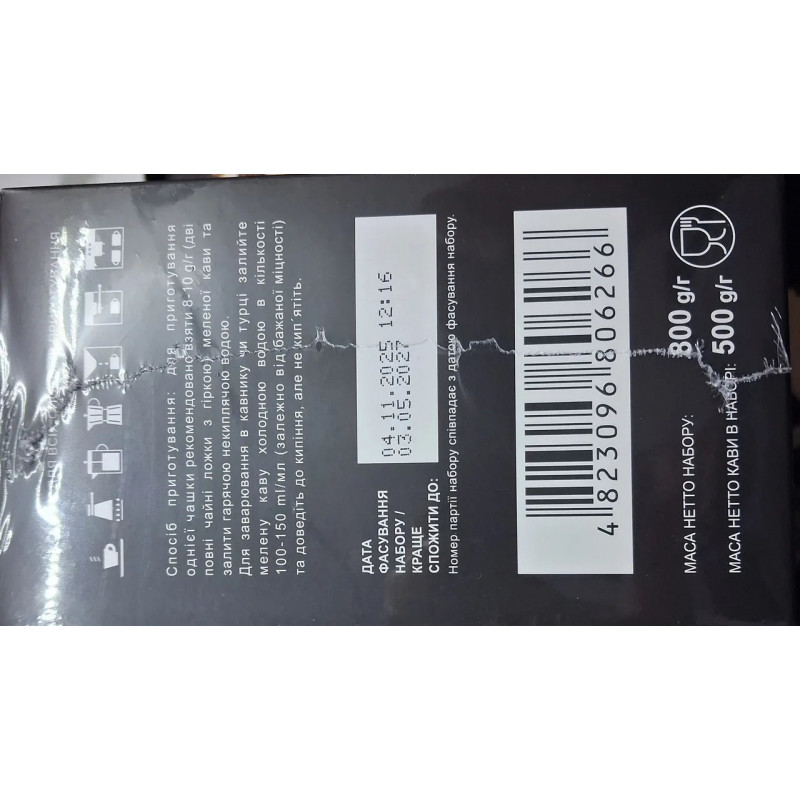 Спосіб приготування: для приготування
однієї чашки рекомендовано взяти 8-10 g/г (дві
повні чайні ложки з гіркою) меленої кави та
залити гарячою некиплячою водою.
Для заварювання в кавнику чи турці залийте
мелену каву холодною водою в кількості
100-150 ml/мл (залежно від бажаної міцності)
та доведіть до кипіння, але не кип'ятіть.
ДАТА
ФАСУВАННЯ
НАБОРУ /
КРАЩЕ
СПОЖИТИ ДО:
04.11.2025 12:16
03.05.2027
Номер партії набору співпадає з датою фасування набору.
4823096806266
МАСА НЕТТО НАБОРУ: 800 g/г
МАСА НЕТТО КАВИ В НАБОРІ: 500 g/г